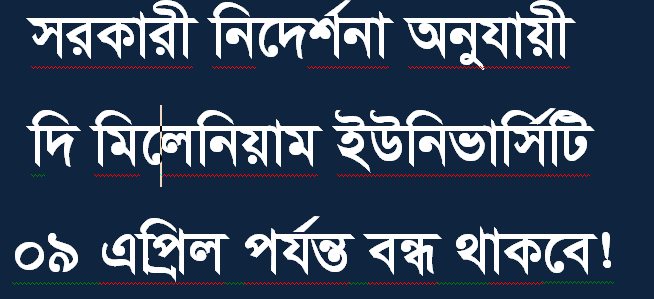 সরকারী নিদের্শনা অনুযায়ী
দি মিলেনিয়াম ইউনিভার্সিটি
০৯ এপ্রিল পর্যন্ত বন্ধ থাকবে!